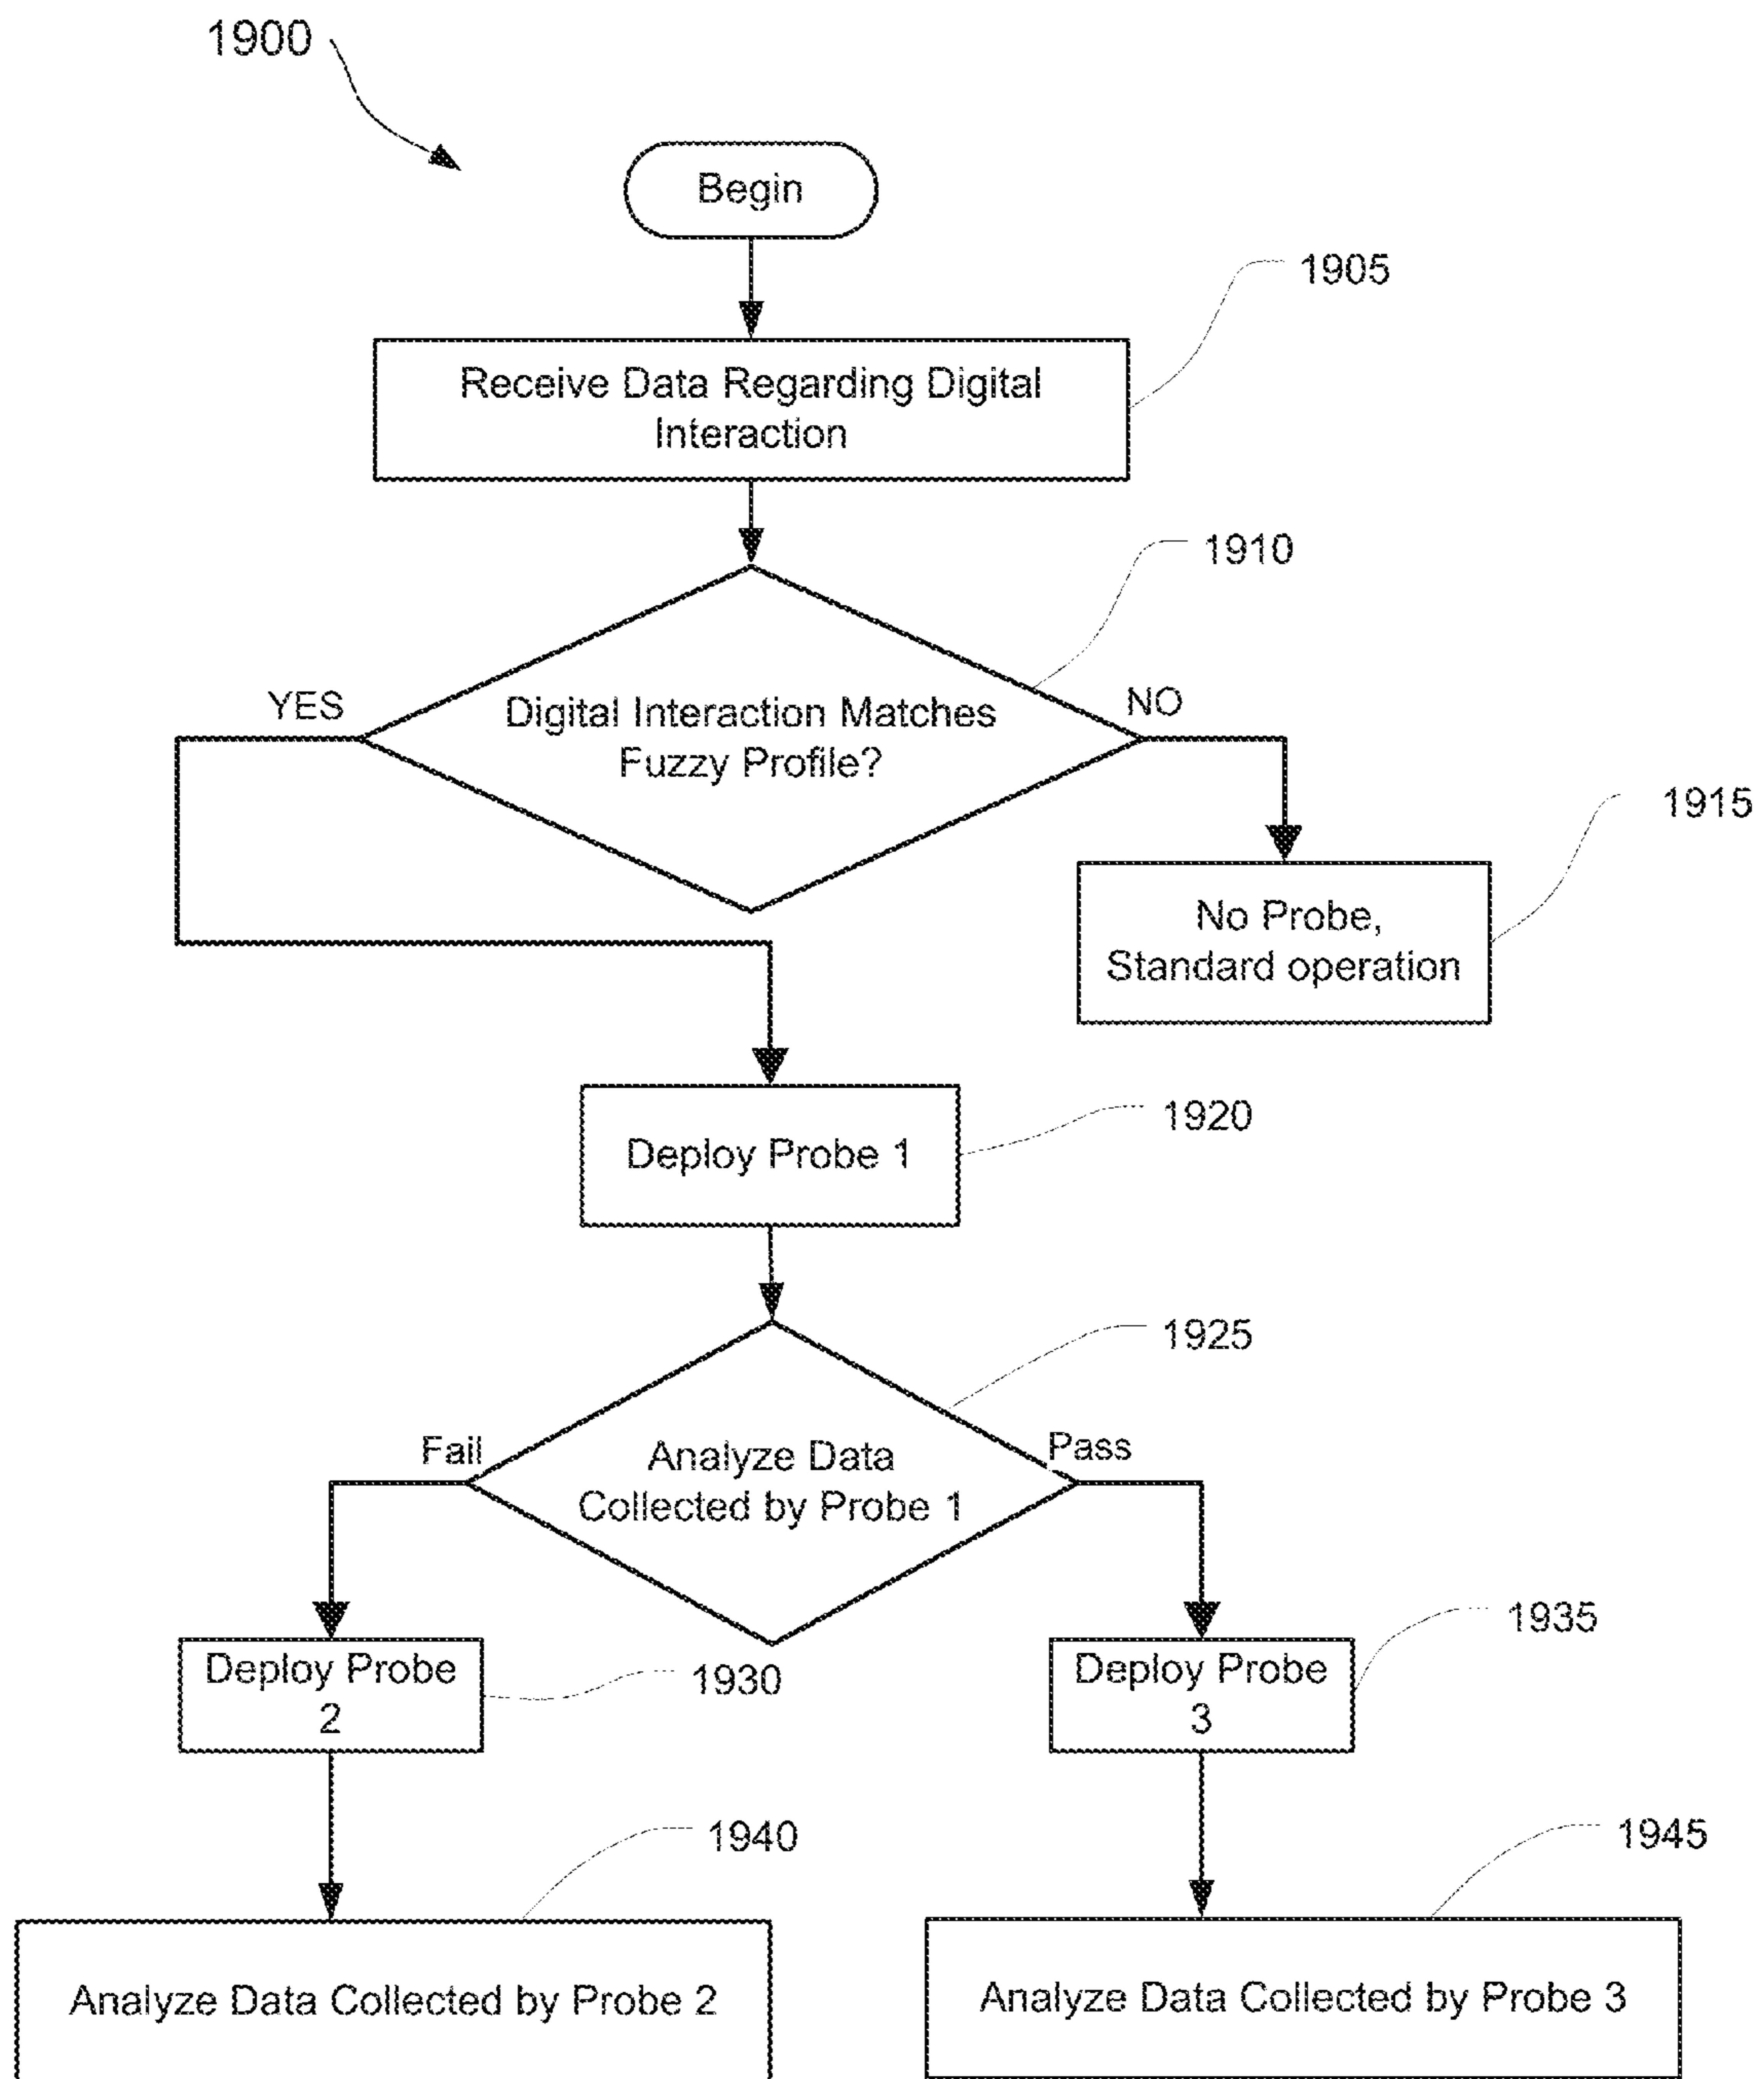 1900
Begin
1905
Receive Data Regarding Digital
Interaction
1910
YES
NO
Digital Interaction Matches
Fuzzy Profile?
1915
No Probe,
Standard operation
1920
Deploy Probe 1
1925
Fail
Pass
Analyze Data
Collected by Probe 1
1935
Deploy Probe
2
1930
Deploy Probe
3
1940
1945
Analyze Data Collected by Probe 2
Analyze Data Collected by Probe 3